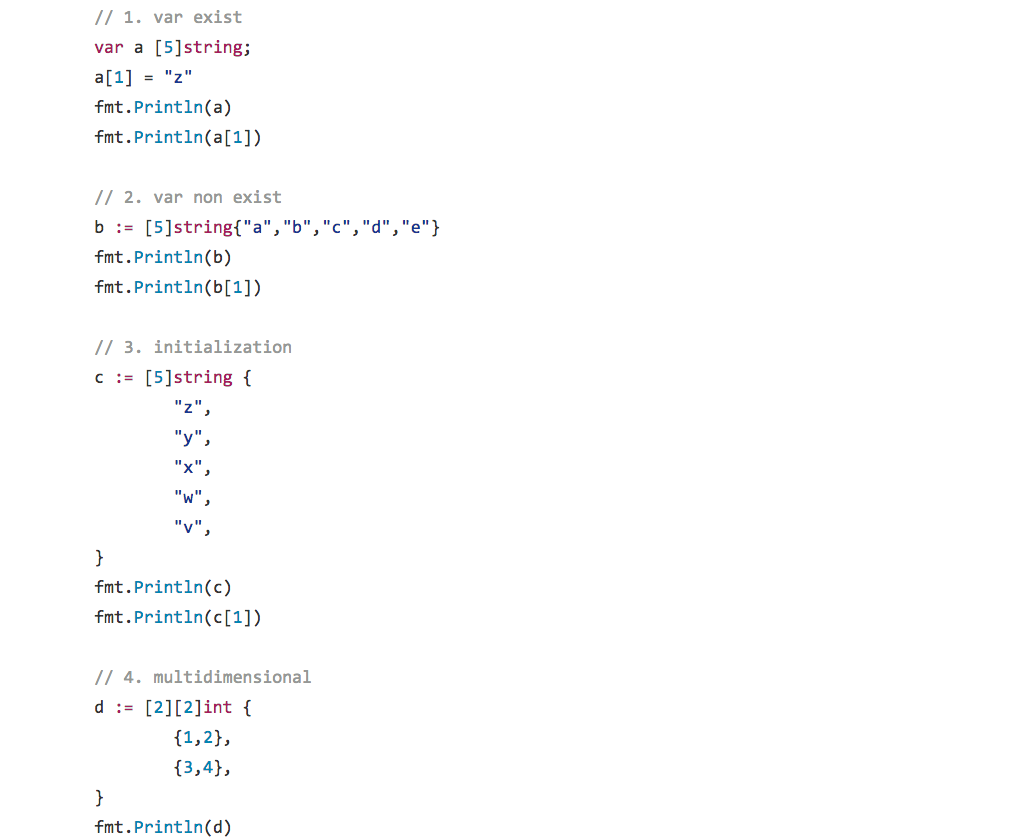 // 1. var exist
var a [5]string;
a[1] = "z"
fmt.Println(a)
fmt.Println(a[1])

// 2. var non exist
b := [5]string{"a","b","c","d","e"}
fmt.Println(b)
fmt.Println(b[1])

// 3. initialization
c := [5]string {
        "z",
        "y",
        "x",
        "w",
        "v",
}
fmt.Println(c)
fmt.Println(c[1])

// 4. multidimensional
d := [2][2]int {
        {1,2},
        {3,4},
}
fmt.Println(d)